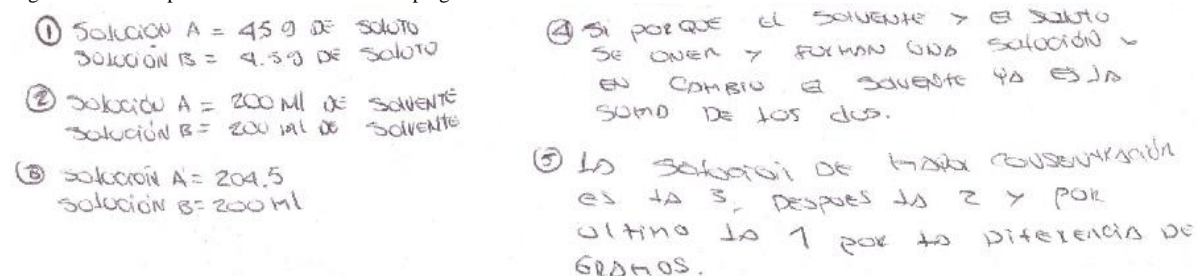 ① Solución A = 45 g de soluto
Solución B = 4.5 g de soluto
② Solución A = 200 Ml de solvente
Solución B = 200 ml de solvente
③ Solución A = 204.5
Solución B = 200 ml
④ Si porque el solvente y el soluto
se unen y forman una solución
en cambio el solvente ya es la
suma de los dos.
⑤ La solución de
es la 3, despues la 2 y por
ultimo la 1 por la diferencia de
gramos.